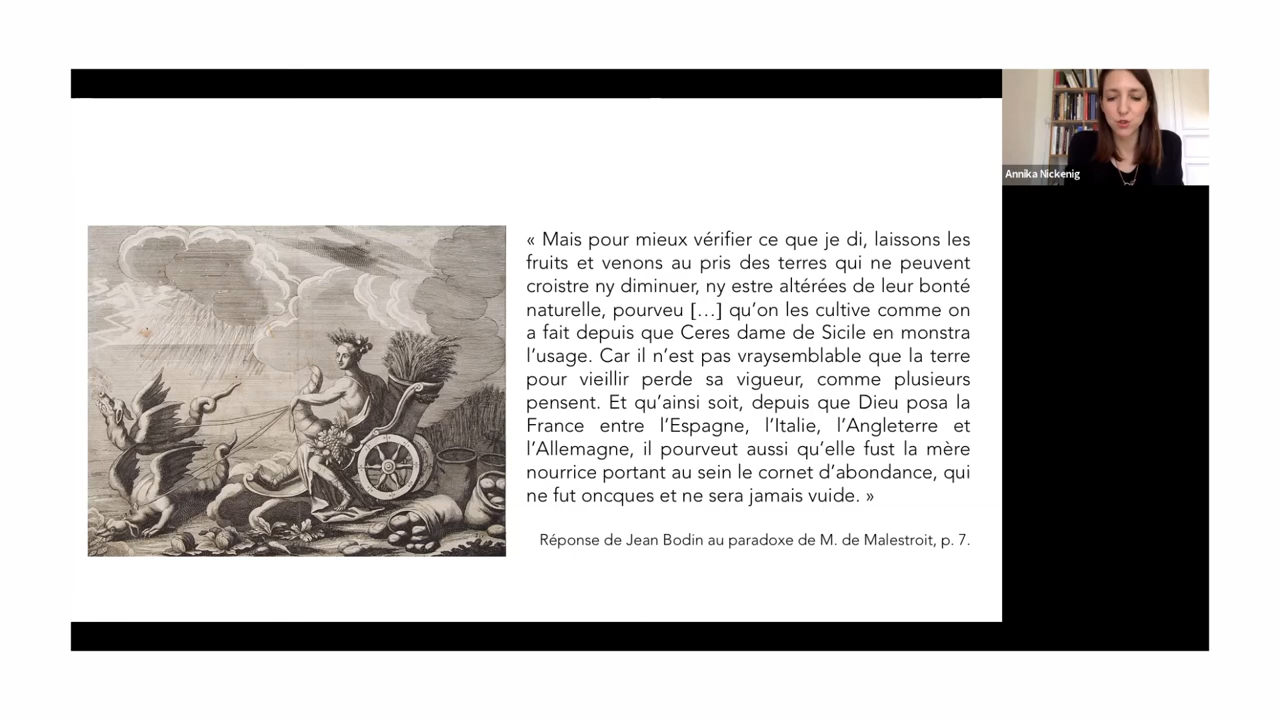 « Mais pour mieux vérifier ce que je di, laissons les
fruits et venons au pris des terres qui ne peuvent
croistre ny diminuer, ny estre altérées de leur bonté
naturelle, pourveu […] qu’on les cultive comme on
a fait depuis que Ceres dame de Sicile en monstra
l’usage. Car il n’est pas vraysemblable que la terre
pour vieillir perde sa vigueur, comme plusieurs
pensent. Et qu’ainsi soit, depuis que Dieu posa la
France entre l’Espagne, l’Italie, l’Angleterre et
l’Allemagne, il pourveut aussi qu’elle fust la mère
nourrice portant au sein le cornet d’abondance, qui
ne fut oncques et ne sera jamais vuide. »
Réponse de Jean Bodin au paradoxe de M. de Malestroit, p. 7.
Annika Nickenig